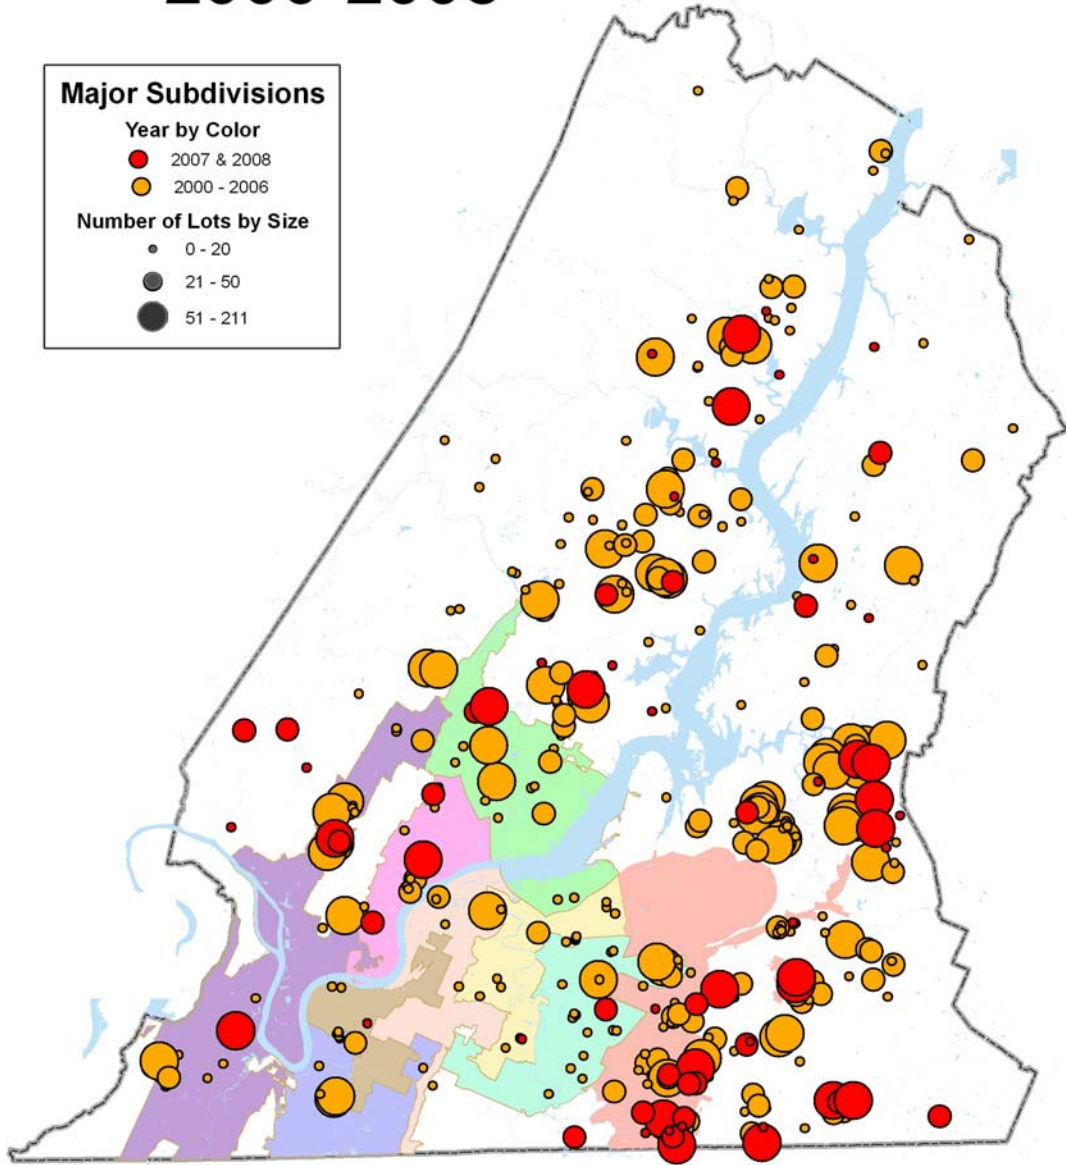 Major Subdivisions
Year by Color
2007 & 2008
2000 - 2006
Number of Lots by Size
0 - 20
21 - 50
51 - 211